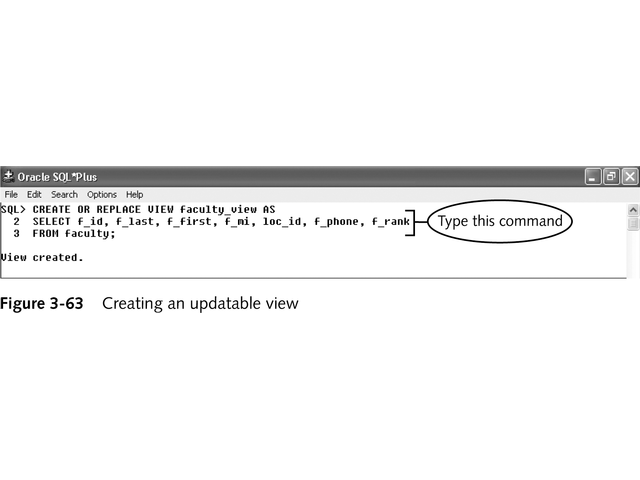 Oracle SQL*Plus
File Edit Search Options Help
SQL> CREATE OR REPLACE VIEW faculty_view AS
2 SELECT f_id, f_last, f_first, f_mi, loc_id, f_phone, f_rank
Type this command
3 FROM faculty;
View created.
Figure 3-63 Creating an updatable view